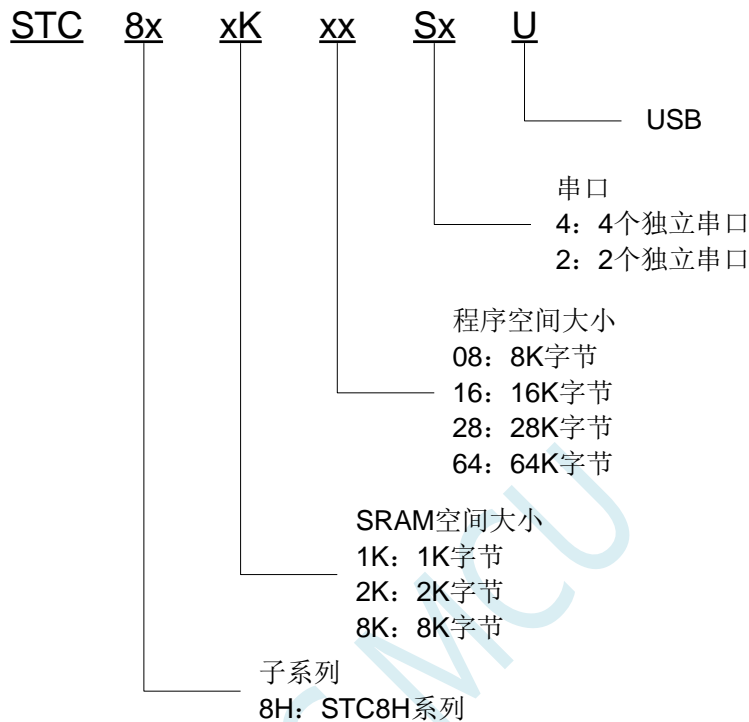 STC 8x xK xx Sx U
USB
串口
4：4个独立串口
2：2个独立串口
程序空间大小
08：8K字节
16：16K字节
28：28K字节
64：64K字节
SRAM空间大小
1K：1K字节
2K：2K字节
8K：8K字节
子系列
8H：STC8H系列
MCU